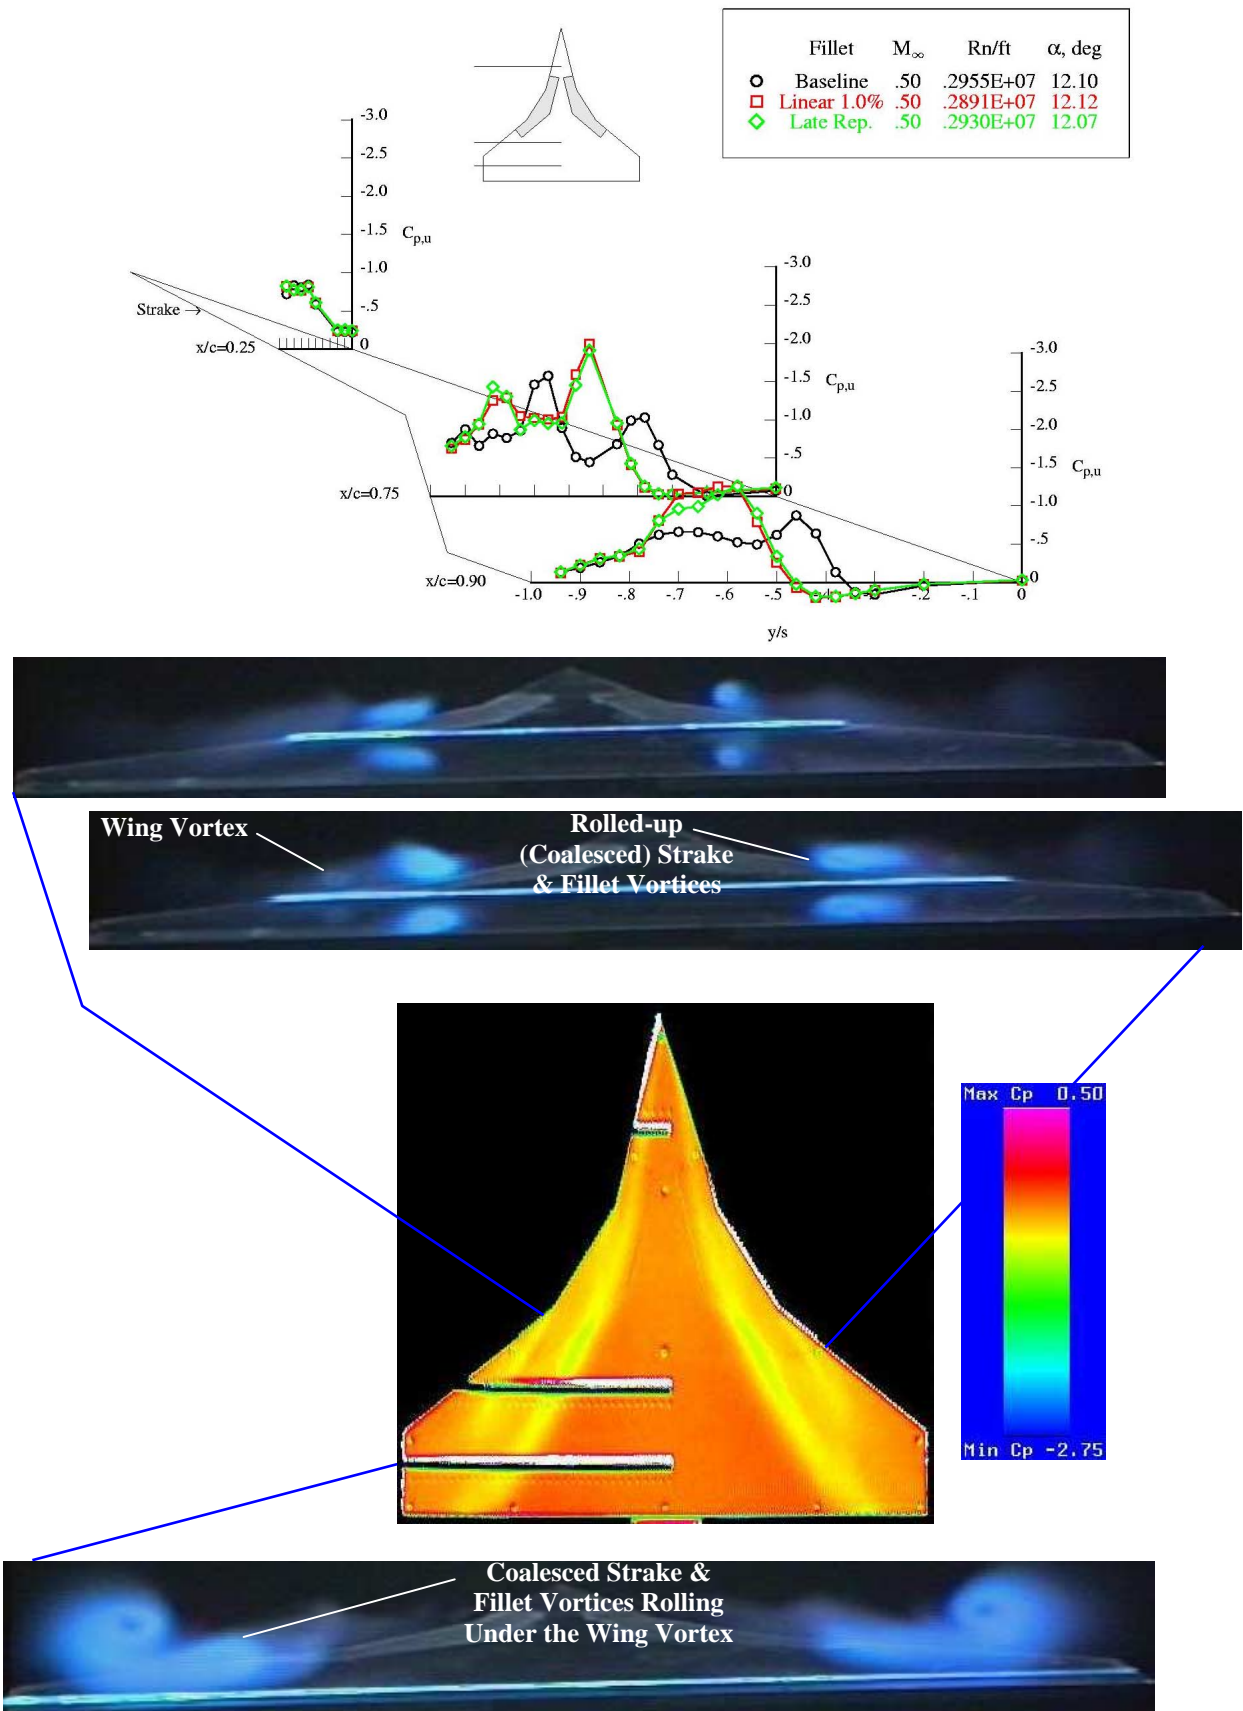 Fillet M∞ Rn/ft α, deg
Baseline .50 .2955E+07 12.10
Linear 1.0% .50 .2891E+07 12.12
Late Rep. .50 .2930E+07 12.07
-3.0
-2.5
-2.0
-1.5
Cp,u
-1.0
-.5
0
Strake →
x/c=0.25
-3.0
-2.5
-2.0
-1.5
Cp,u
-1.0
-.5
0
x/c=0.75
-3.0
-2.5
-2.0
-1.5
Cp,u
-1.0
-.5
0
x/c=0.90
-1.0 -.9 -.8 -.7 -.6 -.5 -.4 -.2 -.1 0
y/s
Wing Vortex
Rolled-up
(Coalesced) Strake
& Fillet Vortices
Max Cp 0.50
Min Cp -2.75
Coalesced Strake &
Fillet Vortices Rolling
Under the Wing Vortex